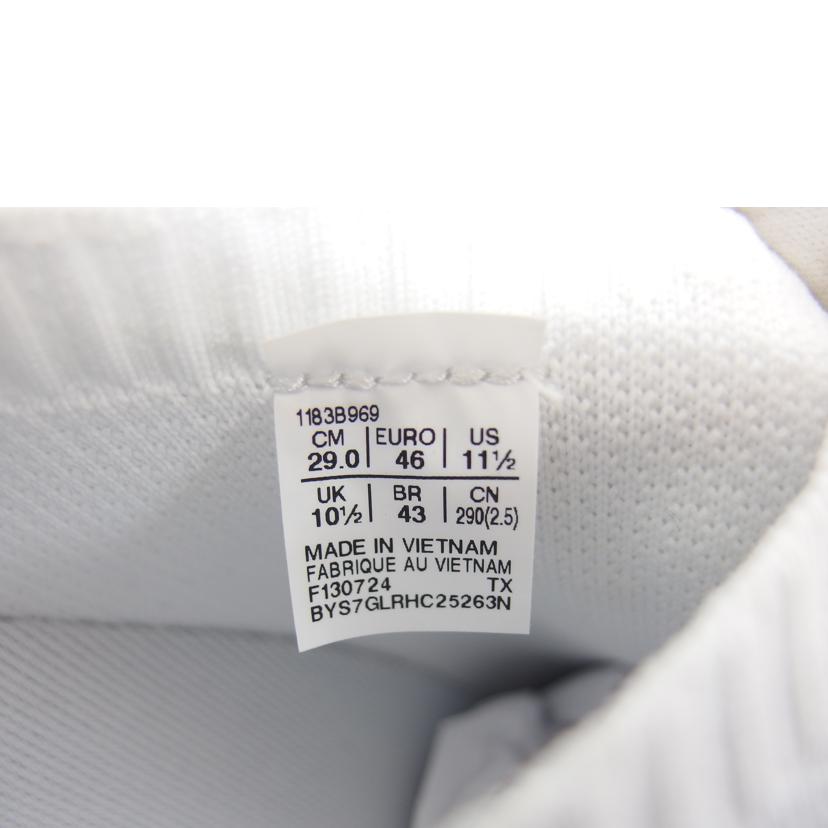 1183B969
CM | EURO | US
29.0 | 46 | 11½
UK | BR | CN
10½ | 43 | 290(2.5)
MADE IN VIETNAM
FABRIQUE AU VIETNAM
F130724 TX
BYS7GLRHC25263N